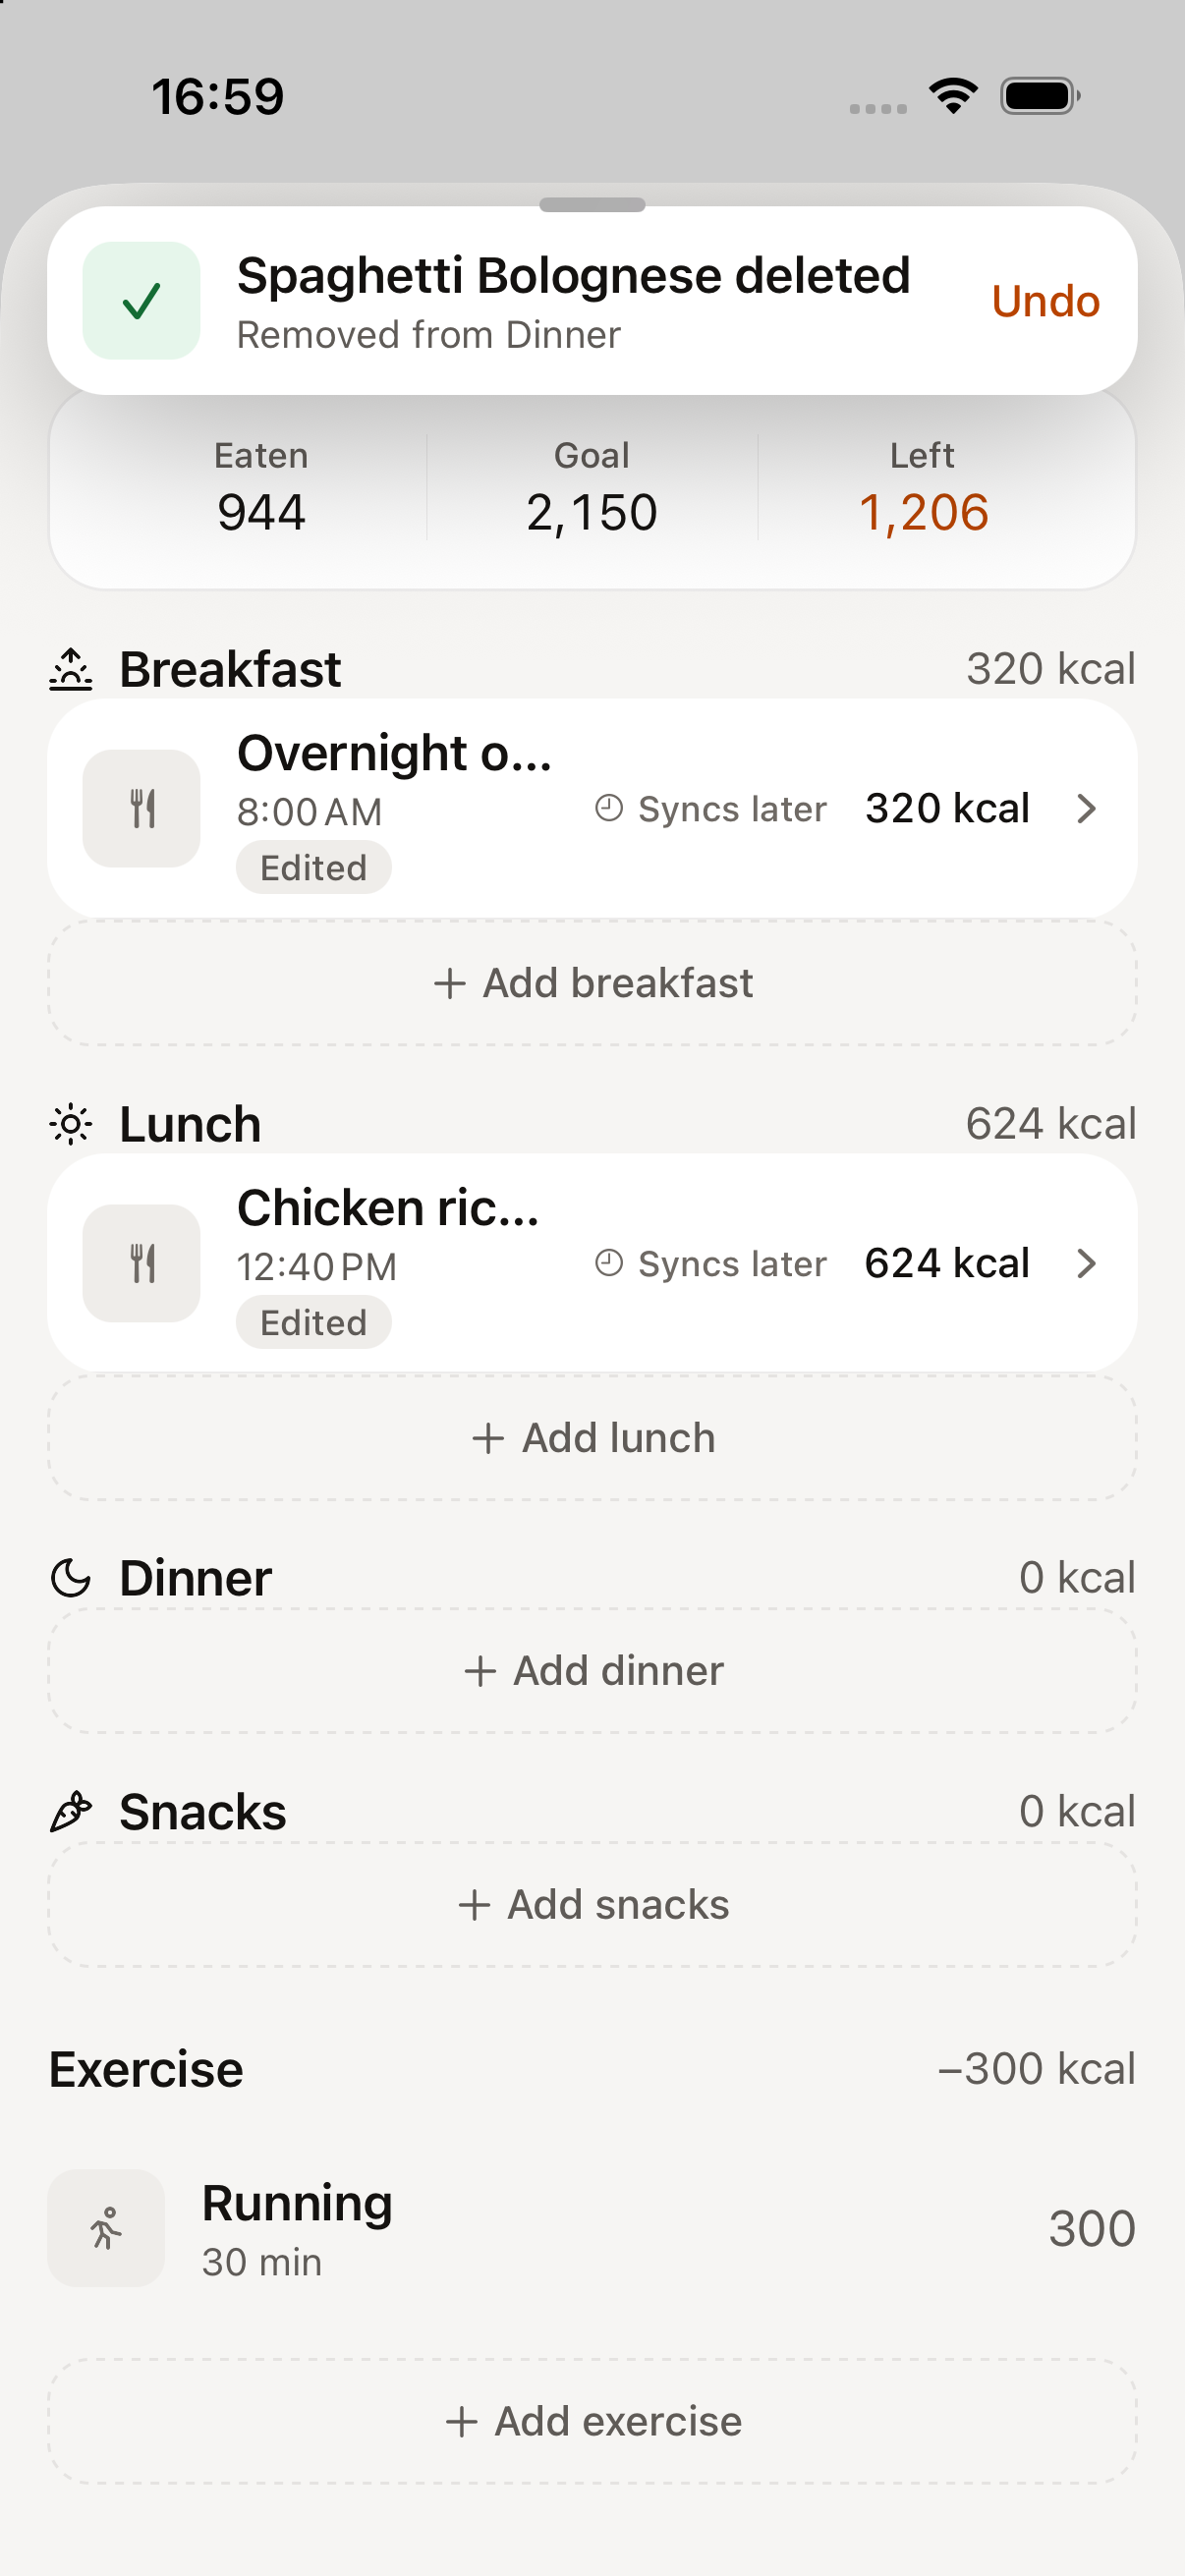 16:59
Spaghetti Bolognese deleted
Removed from Dinner
Undo
Eaten
944
Goal
2,150
Left
1,206
Breakfast
320 kcal
Overnight o...
8:00 AM
Edited
Syncs later
320 kcal
+ Add breakfast
Lunch
624 kcal
Chicken ric...
12:40 PM
Edited
Syncs later
624 kcal
+ Add lunch
Dinner
0 kcal
+ Add dinner
Snacks
0 kcal
+ Add snacks
Exercise
–300 kcal
Running
30 min
300
+ Add exercise